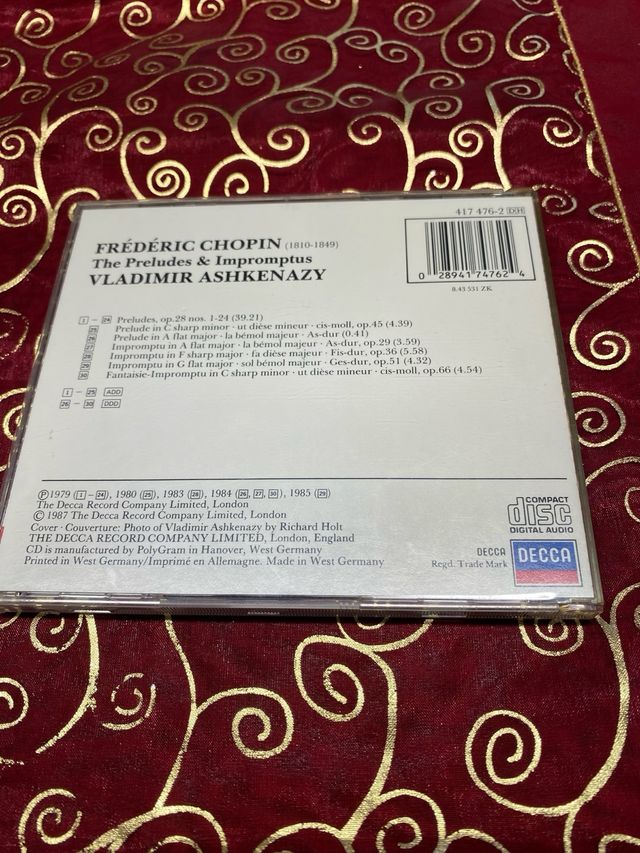 417 476-2 DH
FRÉDÉRIC CHOPIN (1810-1849)
The Preludes & Impromptus
VLADIMIR ASHKENAZY
0 28941 74762 4
8.43 531 ZK
1 – 24 Preludes, op.28 nos. 1-24 (39.21)
25 Prelude in C sharp minor · ut dièse mineur · cis-moll, op.45 (4.39)
26 Prelude in A flat major · la bémol majeur · As-dur (0.41)
27 Impromptu in A flat major · la bémol majeur · As-dur, op.29 (3.59)
28 Impromptu in F sharp major · fa dièse majeur · Fis-dur, op.36 (5.58)
29 Impromptu in G flat major · sol bémol majeur · Ges-dur, op.51 (4.32)
30 Fantaisie-Impromptu in C sharp minor · ut dièse mineur · cis-moll, op.66 (4.54)
1 – 25 ADD
26 – 30 DDD
Ⓟ 1979 (1 – 24), 1980 (25), 1983 (28), 1984 (26, 27, 30), 1985 (29)
The Decca Record Company Limited, London
© 1987 The Decca Record Company Limited, London
Cover · Couverture: Photo of Vladimir Ashkenazy by Richard Holt
THE DECCA RECORD COMPANY LIMITED, London, England
CD is manufactured by PolyGram in Hanover, West Germany
Printed in West Germany/Imprimé en Allemagne. Made in West Germany
COMPACT
disc
DIGITAL AUDIO
DECCA
Regd. Trade Mark
DECCA